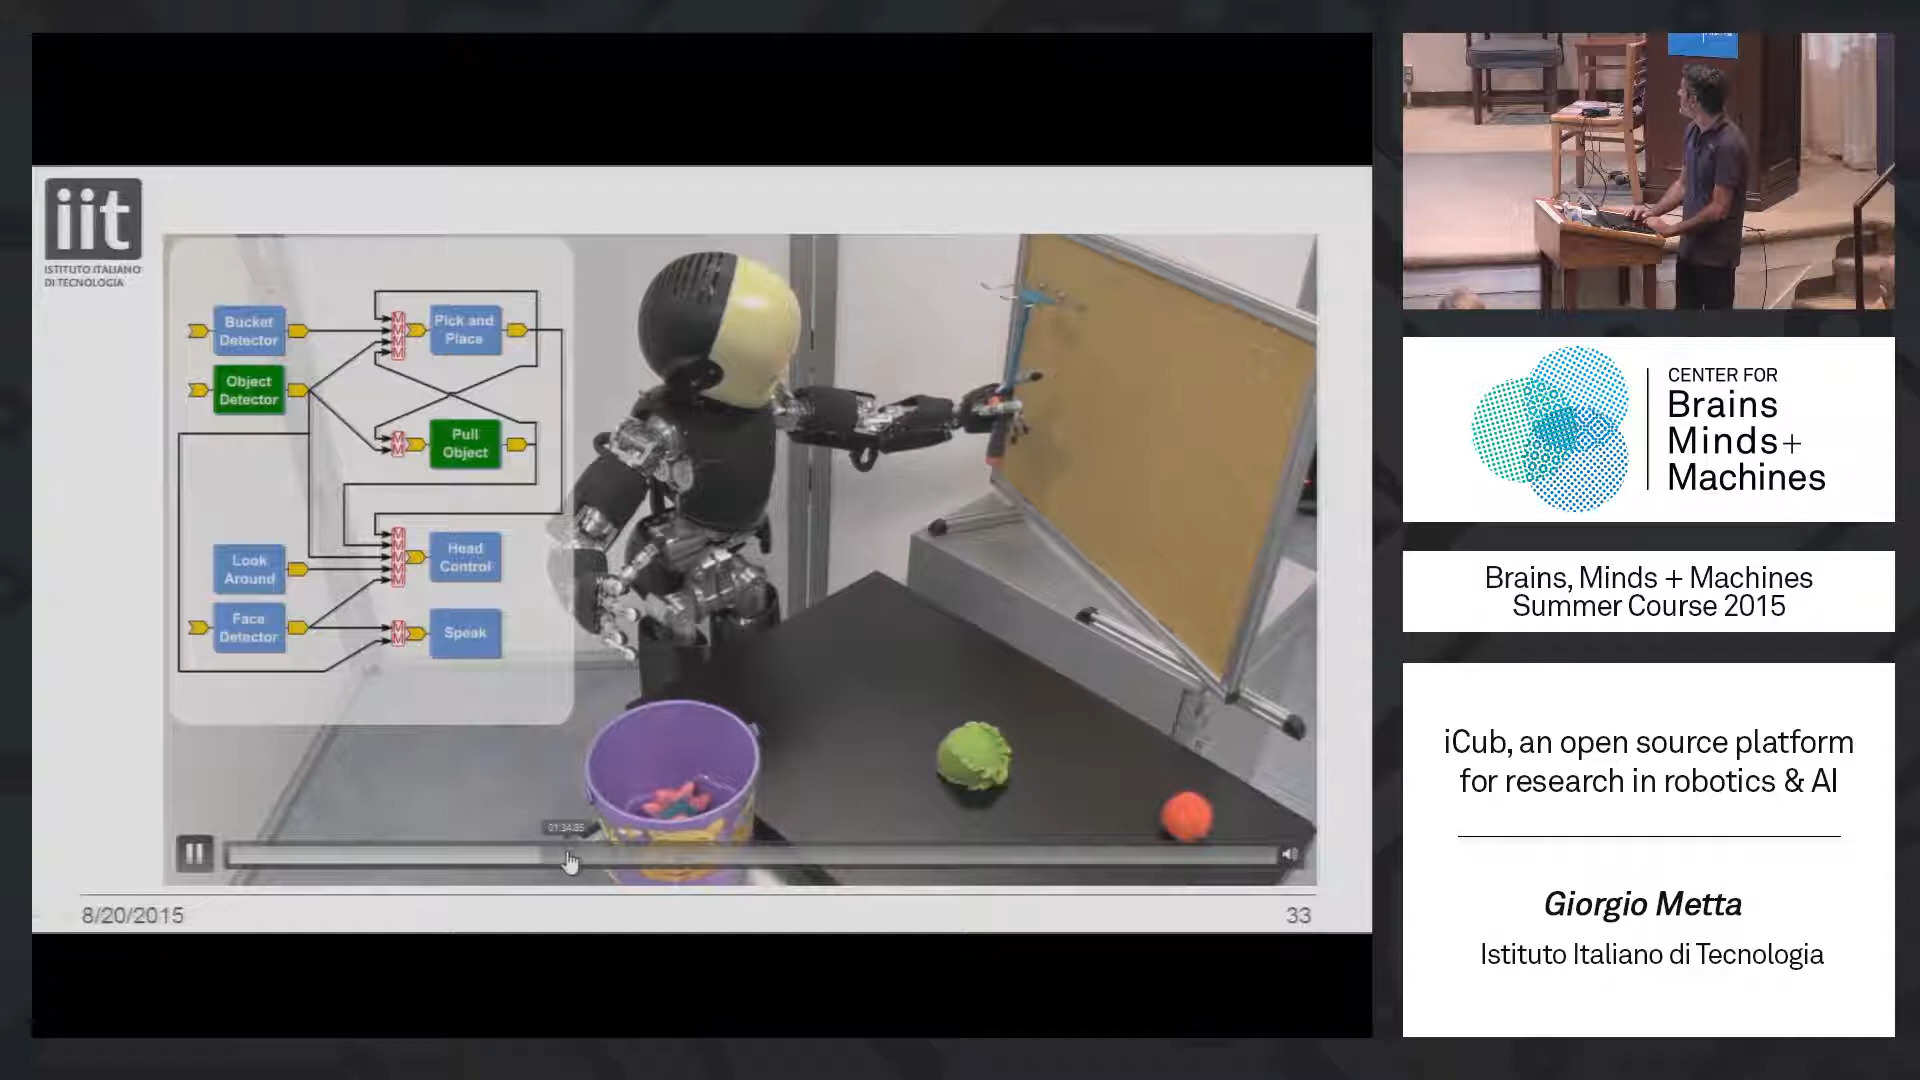 iit
ISTITUTO ITALIANO
DI TECNOLOGIA
Bucket
Detector
Object
Detector
Look
Around
Face
Detector
M
M
M
M
Pick and
Place
M
M
Pull
Object
M
M
M
M
M
Head
Control
M
M
Speak
8/20/2015
33
CENTER FOR
Brains
Minds+
Machines
Brains, Minds + Machines
Summer Course 2015
iCub, an open source platform
for research in robotics & AI
Giorgio Metta
Istituto Italiano di Tecnologia